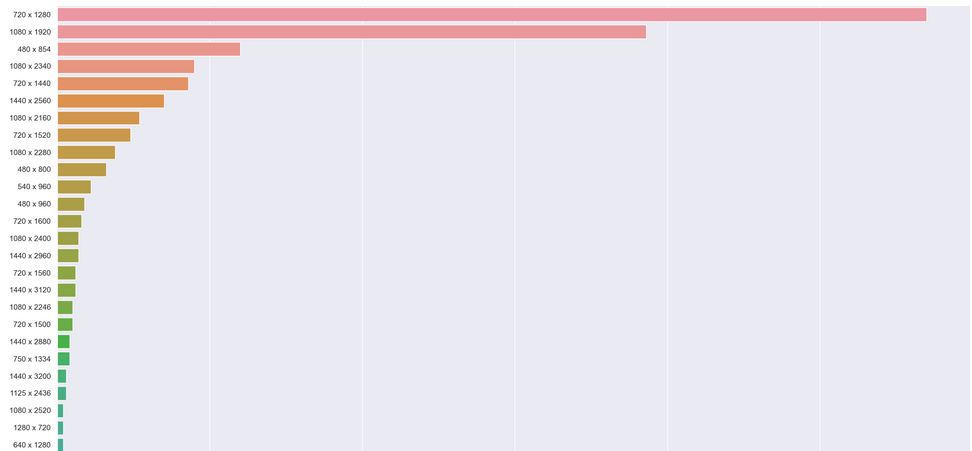 720 x 1280
1080 x 1920
480 x 854
1080 x 2340
720 x 1440
1440 x 2560
1080 x 2160
720 x 1520
1080 x 2280
480 x 800
540 x 960
480 x 960
720 x 1600
1080 x 2400
1440 x 2960
720 x 1560
1440 x 3120
1080 x 2246
720 x 1500
1440 x 2880
750 x 1334
1440 x 3200
1125 x 2436
1080 x 2520
1280 x 720
640 x 1280